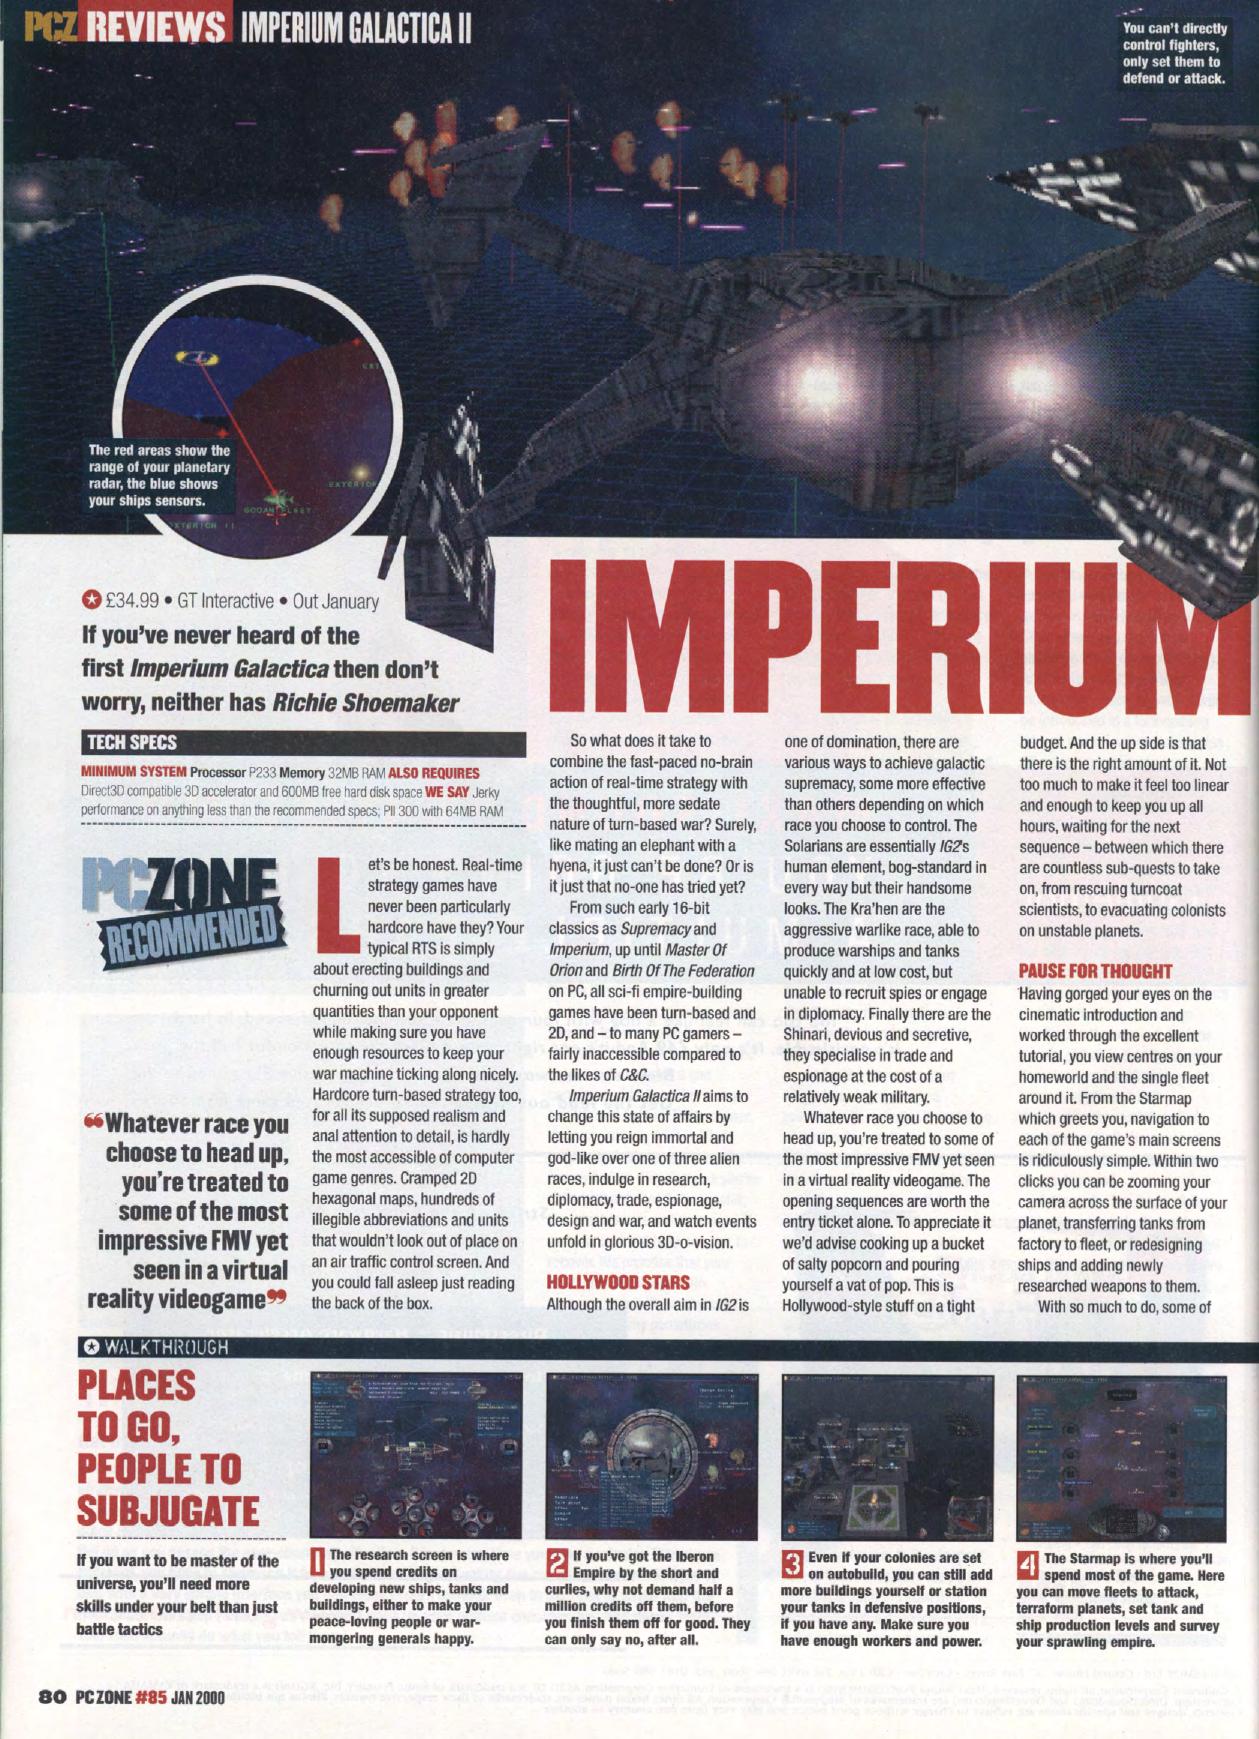 PCZ REVIEWS IMPERIUM GALACTICA II
You can't directly
control fighters,
only set them to
defend or attack.
The red areas show the
range of your planetary
radar, the blue shows
your ships sensors.
EXTERIOR
GODAN FLEET
EXTERIOR II
£34.99 • GT Interactive • Out January
If you've never heard of the
first Imperium Galactica then don't
worry, neither has Richie Shoemaker
IMPERIUM
TECH SPECS
MINIMUM SYSTEM Processor P233 Memory 32MB RAM ALSO REQUIRES
Direct3D compatible 3D accelerator and 600MB free hard disk space WE SAY Jerky
performance on anything less than the recommended specs; PII 300 with 64MB RAM
PCZONE
RECOMMENDED
Let's be honest. Real-time
strategy games have
never been particularly
hardcore have they? Your
typical RTS is simply
about erecting buildings and
churning out units in greater
quantities than your opponent
while making sure you have
enough resources to keep your
war machine ticking along nicely.
Hardcore turn-based strategy too,
for all its supposed realism and
anal attention to detail, is hardly
the most accessible of computer
game genres. Cramped 2D
hexagonal maps, hundreds of
illegible abbreviations and units
that wouldn't look out of place on
an air traffic control screen. And
you could fall asleep just reading
the back of the box.
“Whatever race you
choose to head up,
you're treated to
some of the most
impressive FMV yet
seen in a virtual
reality videogame”
So what does it take to
combine the fast-paced no-brain
action of real-time strategy with
the thoughtful, more sedate
nature of turn-based war? Surely,
like mating an elephant with a
hyena, it just can't be done? Or is
it just that no-one has tried yet?
From such early 16-bit
classics as Supremacy and
Imperium, up until Master Of
Orion and Birth Of The Federation
on PC, all sci-fi empire-building
games have been turn-based and
2D, and – to many PC gamers –
fairly inaccessible compared to
the likes of C&C.
Imperium Galactica II aims to
change this state of affairs by
letting you reign immortal and
god-like over one of three alien
races, indulge in research,
diplomacy, trade, espionage,
design and war, and watch events
unfold in glorious 3D-o-vision.
HOLLYWOOD STARS
Although the overall aim in IG2 is
one of domination, there are
various ways to achieve galactic
supremacy, some more effective
than others depending on which
race you choose to control. The
Solarians are essentially IG2's
human element, bog-standard in
every way but their handsome
looks. The Kra'hen are the
aggressive warlike race, able to
produce warships and tanks
quickly and at low cost, but
unable to recruit spies or engage
in diplomacy. Finally there are the
Shinari, devious and secretive,
they specialise in trade and
espionage at the cost of a
relatively weak military.
Whatever race you choose to
head up, you're treated to some of
the most impressive FMV yet seen
in a virtual reality videogame. The
opening sequences are worth the
entry ticket alone. To appreciate it
we'd advise cooking up a bucket
of salty popcorn and pouring
yourself a vat of pop. This is
Hollywood-style stuff on a tight
budget. And the up side is that
there is the right amount of it. Not
too much to make it feel too linear
and enough to keep you up all
hours, waiting for the next
sequence – between which there
are countless sub-quests to take
on, from rescuing turncoat
scientists, to evacuating colonists
on unstable planets.
PAUSE FOR THOUGHT
Having gorged your eyes on the
cinematic introduction and
worked through the excellent
tutorial, you view centres on your
homeworld and the single fleet
around it. From the Starmap
which greets you, navigation to
each of the game's main screens
is ridiculously simple. Within two
clicks you can be zooming your
camera across the surface of your
planet, transferring tanks from
factory to fleet, or redesigning
ships and adding newly
researched weapons to them.
With so much to do, some of
WALKTHROUGH
PLACES
TO GO,
PEOPLE TO
SUBJUGATE
If you want to be master of the
universe, you'll need more
skills under your belt than just
battle tactics
1 The research screen is where
you spend credits on
developing new ships, tanks and
buildings, either to make your
peace-loving people or war-
mongering generals happy.
2 If you've got the Iberon
Empire by the short and
curlies, why not demand half a
million credits off them, before
you finish them off for good. They
can only say no, after all.
3 Even if your colonies are set
on autobuild, you can still add
more buildings yourself or station
your tanks in defensive positions,
if you have any. Make sure you
have enough workers and power.
4 The Starmap is where you'll
spend most of the game. Here
you can move fleets to attack,
terraform planets, set tank and
ship production levels and survey
your sprawling empire.
80 PC ZONE #85 JAN 2000